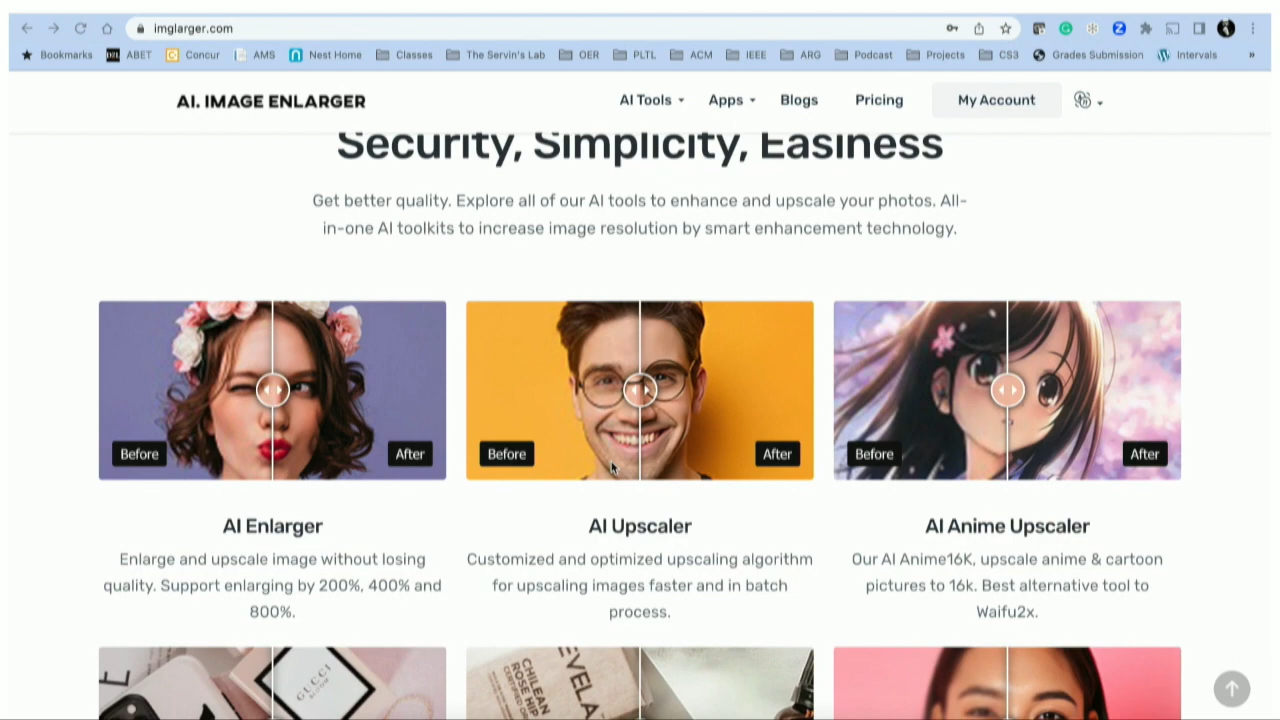 imglarger.com
Bookmarks ABET Concur AMS Nest Home Classes The Servin's Lab OER PLTL ACM IEEE ARG Podcast Projects CS3 Grades Submission Intervals »
AI. IMAGE ENLARGER AI Tools Apps Blogs Pricing My Account
Security, Simplicity, Easiness
Get better quality. Explore all of our AI tools to enhance and upscale your photos. All-
in-one AI toolkits to increase image resolution by smart enhancement technology.
Before After Before After Before After
AI Enlarger
Enlarge and upscale image without losing
quality. Support enlarging by 200%, 400% and
800%.
AI Upscaler
Customized and optimized upscaling algorithm
for upscaling images faster and in batch
process.
AI Anime Upscaler
Our AI Anime16K, upscale anime & cartoon
pictures to 16k. Best alternative tool to
Waifu2x.
GUCCI
BLOOM
CHILEAN
ROSE HIP